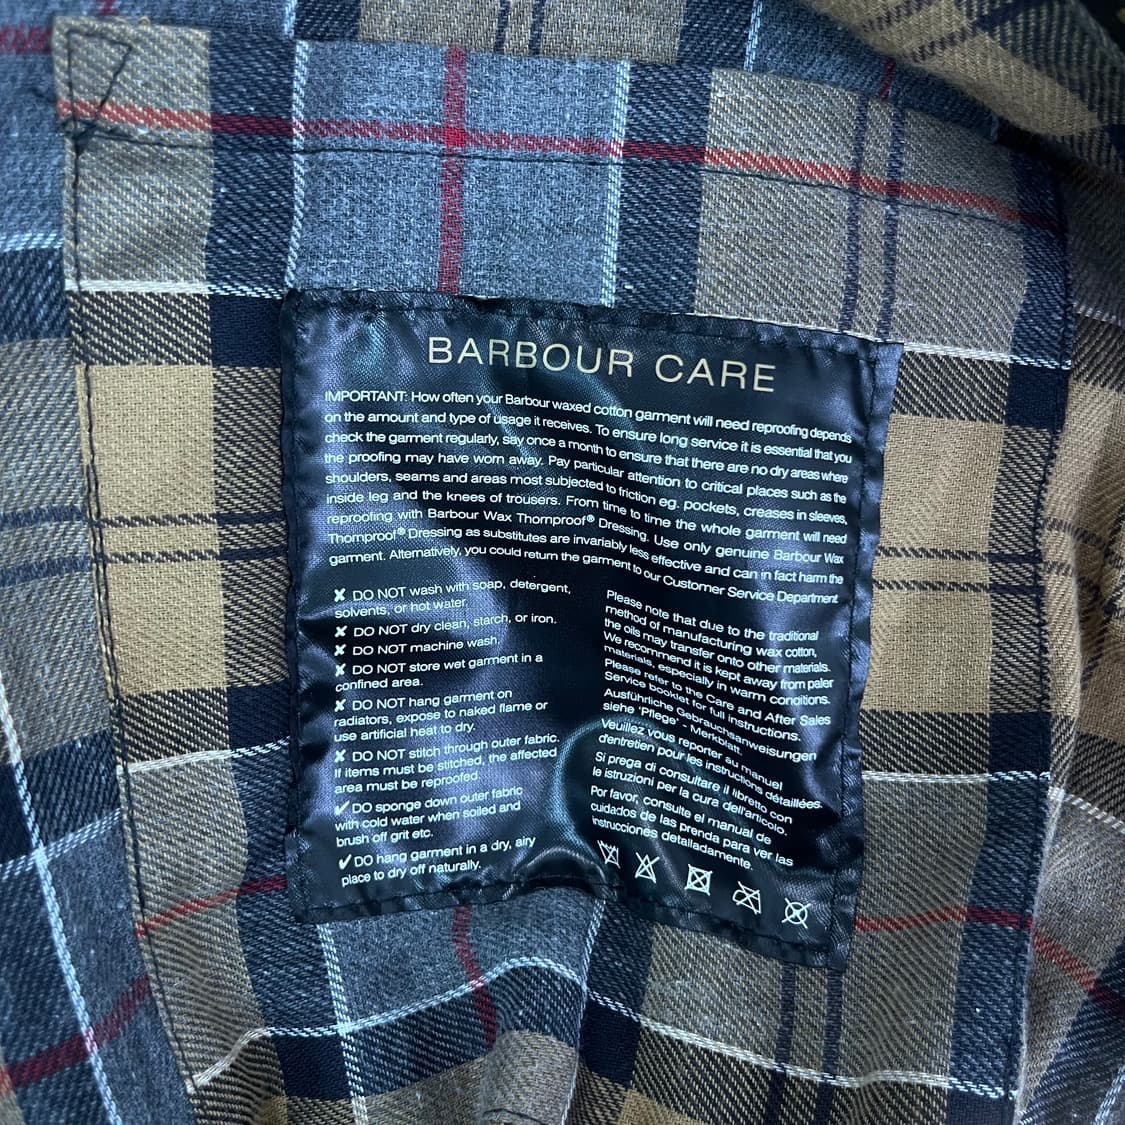 BARBOUR CARE
IMPORTANT: How often your Barbour waxed cotton garment will need reproofing depends
on the amount and type of usage it receives. To ensure long service it is essential that you
check the garment regularly, say once a month to ensure that there are no dry areas where
the proofing may have worn away. Pay particular attention to critical places such as the
shoulders, seams and areas most subjected to friction eg. pockets, creases in sleeves,
inside leg and the knees of trousers. From time to time the whole garment will need
reproofing with Barbour Wax Thornproof® Dressing. Use only genuine Barbour Wax
Thornproof® Dressing as substitutes are invariably less effective and can in fact harm the
garment. Alternatively, you could return the garment to our Customer Service Department
✘ DO NOT wash with soap, detergent,
solvents, or hot water.
✘ DO NOT dry clean, starch, or iron.
✘ DO NOT machine wash.
✘ DO NOT store wet garment in a
confined area.
✘ DO NOT hang garment on
radiators, expose to naked flame or
use artificial heat to dry.
✘ DO NOT stitch through outer fabric.
If items must be stitched, the affected
area must be reproofed.
✔ DO sponge down outer fabric
with cold water when soiled and
brush off grit etc.
✔ DO hang garment in a dry, airy
place to dry off naturally.
Please note that due to the traditional
method of manufacturing wax cotton,
the oils may transfer onto other materials.
We recommend it is kept away from paler
materials, especially in warm conditions.
Please refer to the Care and After Sales
Service booklet for full instructions.
Ausführliche Gebrauchsanweisungen
siehe 'Pflege' - Merkblatt.
Veuillez vous reporter au manuel
d'entretien pour les instructions détaillées.
Si prega di consultare il libretto con
le istruzioni per la cura dell'articolo.
Por favor, consulte el manual de
cuidados de las prenda para ver las
instrucciones detalladamente.